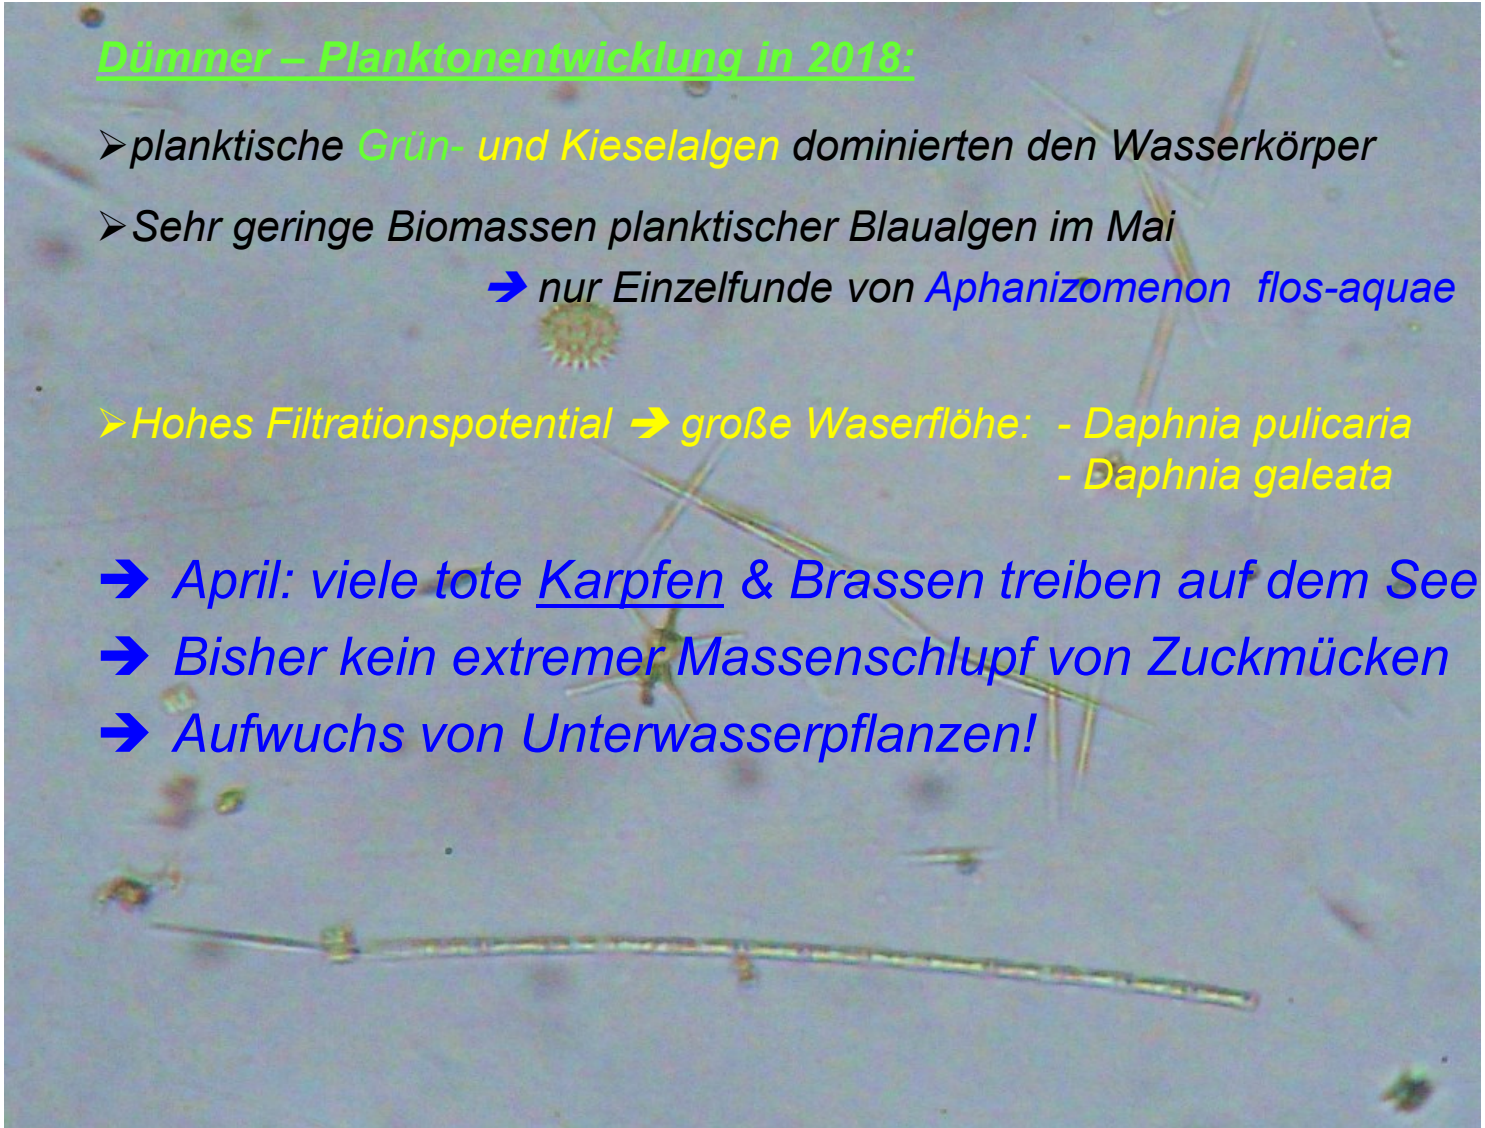 Dümmer – Planktonentwicklung in 2018:
➢planktische Grün- und Kieselalgen dominierten den Wasserkörper
➢Sehr geringe Biomassen planktischer Blaualgen im Mai
➔ nur Einzelfunde von Aphanizomenon flos-aquae
➢Hohes Filtrationspotential ➔ große Waserflöhe: - Daphnia pulicaria
- Daphnia galeata
➔ April: viele tote Karpfen & Brassen treiben auf dem See
➔ Bisher kein extremer Massenschlupf von Zuckmücken
➔ Aufwuchs von Unterwasserpflanzen!